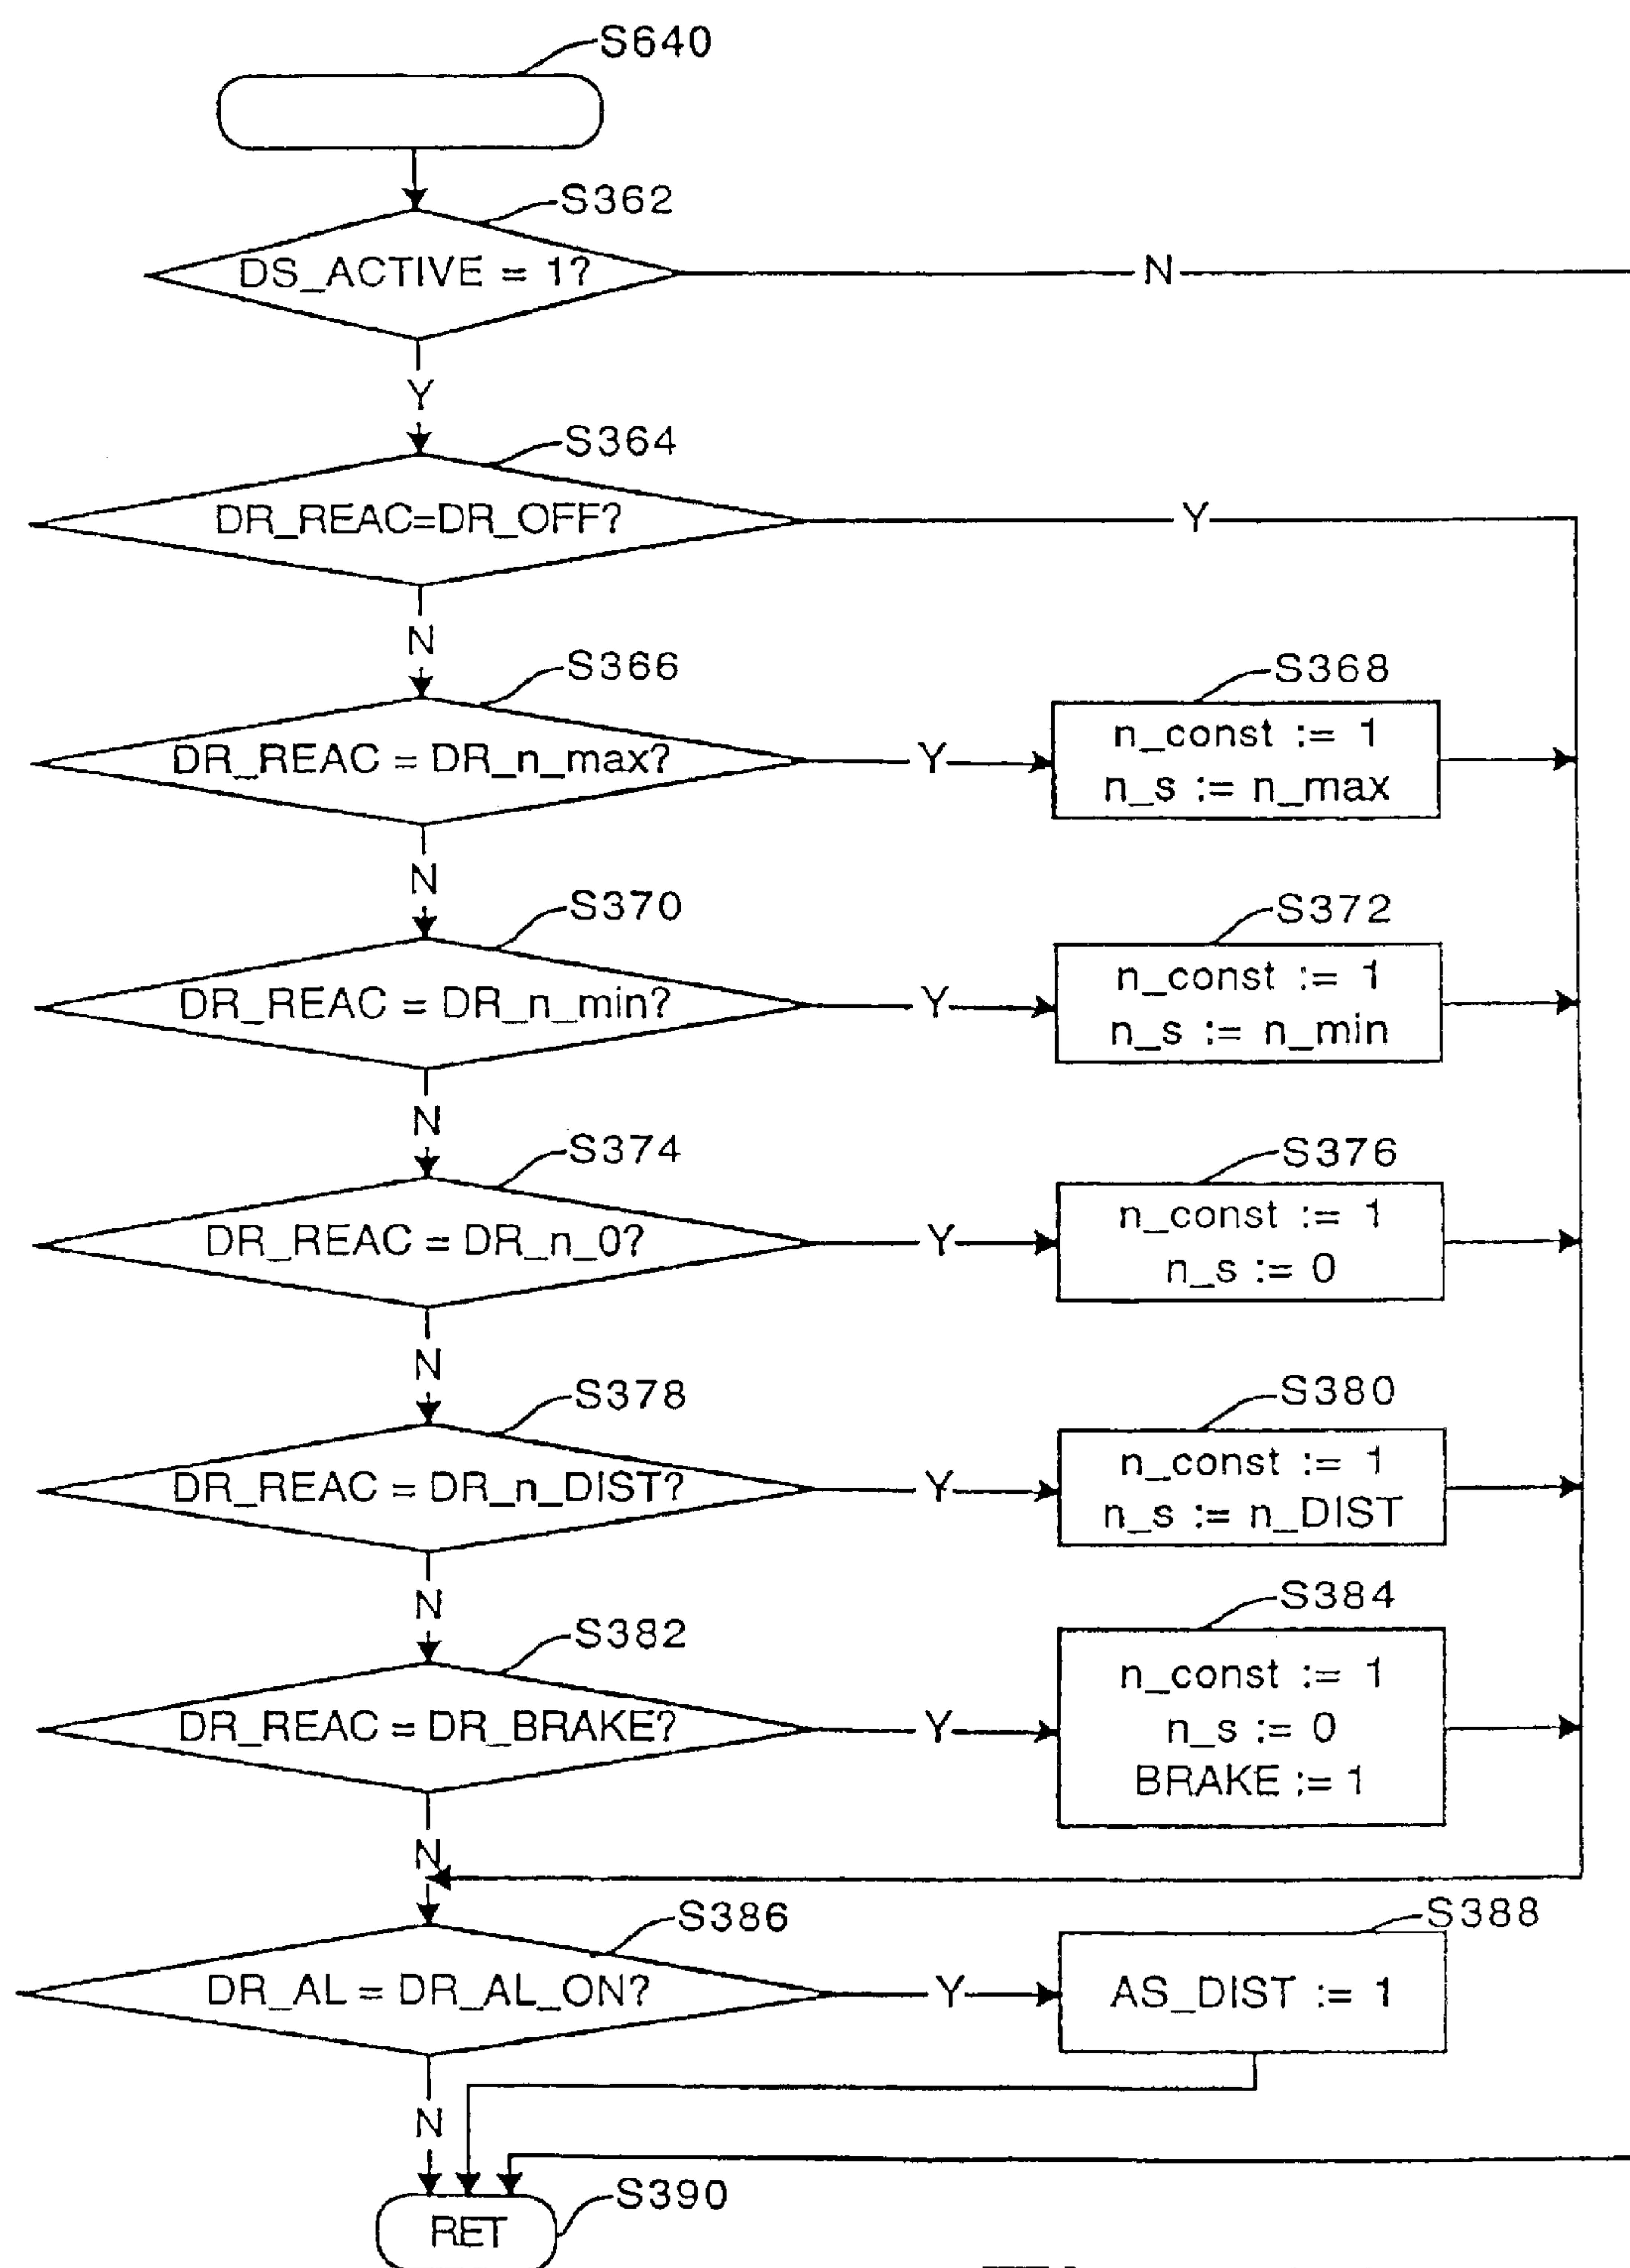 S640
S362
DS_ACTIVE = 1?
N
Y
S364
DR_REAC=DR_OFF?
Y
N
S366
DR_REAC = DR_n_max?
Y
S368
n_const := 1
n_s := n_max
N
S370
DR_REAC = DR_n_min?
Y
S372
n_const := 1
n_s := n_min
N
S374
DR_REAC = DR_n_0?
Y
S376
n_const := 1
n_s := 0
N
S378
DR_REAC = DR_n_DIST?
Y
S380
n_const := 1
n_s := n_DIST
N
S382
DR_REAC = DR_BRAKE?
Y
S384
n_const := 1
n_s := 0
BRAKE := 1
N
S386
DR_AL = DR_AL_ON?
Y
S388
AS_DIST := 1
N
S390
RET